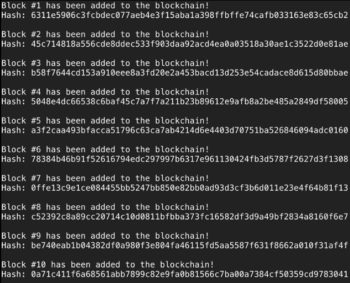 Block #1 has been added to the blockchain!
Hash: 6311e5906c3fcbdec077aeb4e3f15aba1a398ffbffe74cafb033163e83c65cb2
Block #2 has been added to the blockchain!
Hash: 45c714818a556cde8ddec533f903daa92acd4ea0a03518a30ae1c3522d0e81ae
Block #3 has been added to the blockchain!
Hash: b58f7644cd153a910eee8a3fd20e2a453bacd13d253e54cadace8d615d80bbae
Block #4 has been added to the blockchain!
Hash: 5048e4dc66538c6baf45c7a7f7a211b23b89612e9afb8a2be485a2849df58005
Block #5 has been added to the blockchain!
Hash: a3f2caa493bfacca51796c63ca7ab4214d6e4403d70751ba526846094adc0160
Block #6 has been added to the blockchain!
Hash: 78384b46b91f52616794edc297997b6317e961130424fb3d5787f2627d3f1308
Block #7 has been added to the blockchain!
Hash: 0ffe13c9e1ce084455bb5247bb850e82bb0ad93d3cf3b6d011e23e4f64b81f13
Block #8 has been added to the blockchain!
Hash: c52392c8a89cc20714c10d0811bfbba373fc16582df3d9a49bf2834a8160f6e7
Block #9 has been added to the blockchain!
Hash: be740eab1b04382df0a980f3e804fa46115fd5aa5587f631f8662a010f31af4f
Block #10 has been added to the blockchain!
Hash: 0a71c411f6a68561abb7899c82e9fa0b81566c7ba00a7384cf50359cd9783041